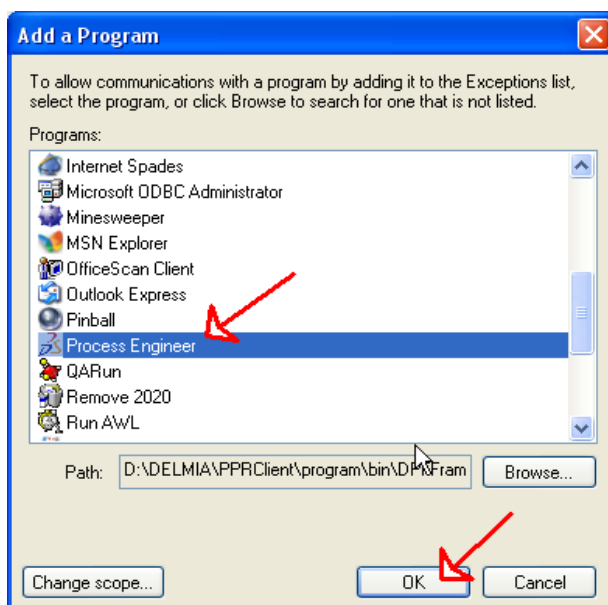 Add a Program
To allow communications with a program by adding it to the Exceptions list,
select the program, or click Browse to search for one that is not listed.
Programs:
Internet Spades
Microsoft ODBC Administrator
Minesweeper
MSN Explorer
OfficeScan Client
Outlook Express
Pinball
Process Engineer
QARun
Remove 2020
Run AWL
Path: D:\DELMIA\PPRClient\program\bin\ Browse...
Change scope... OK Cancel